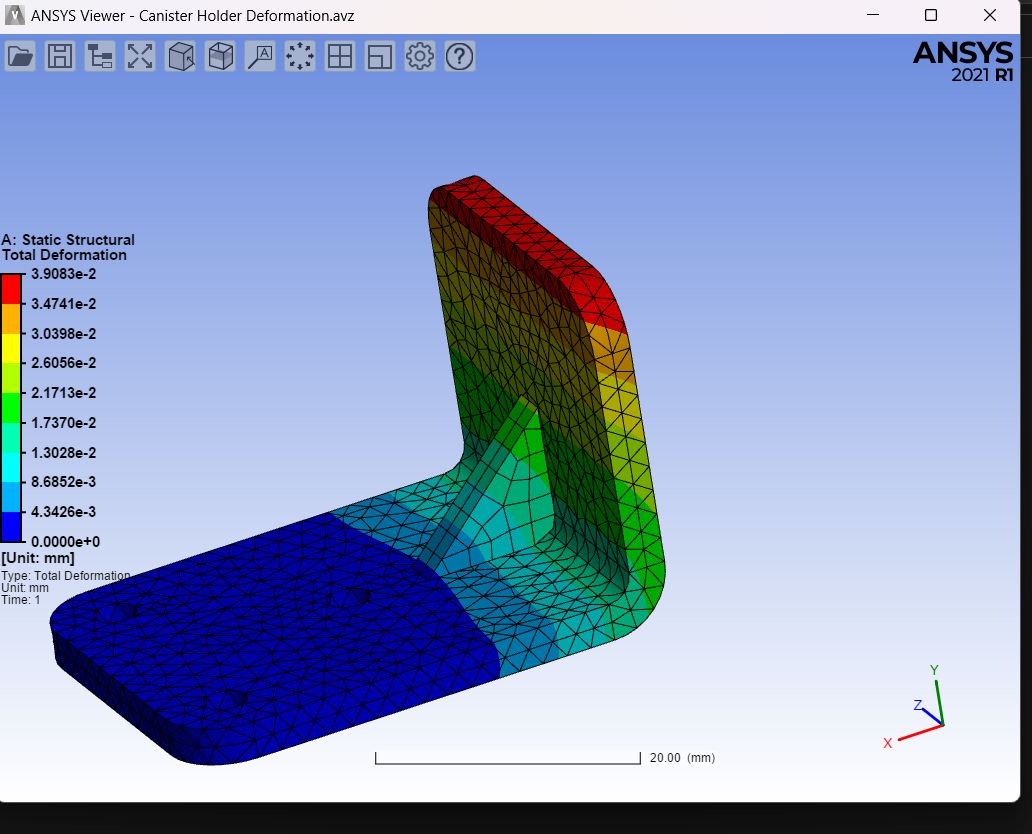 ANSYS Viewer - Canister Holder Deformation.avz
A
?
ANSYS
2021 R1
A: Static Structural
Total Deformation
3.9083e-2
3.4741e-2
3.0398e-2
2.6056e-2
2.1713e-2
1.7370e-2
1.3028e-2
8.6852e-3
4.3426e-3
0.0000e+0
[Unit: mm]
Type: Total Deformation
Unit: mm
Time: 1
Y
Z
X
20.00 (mm)